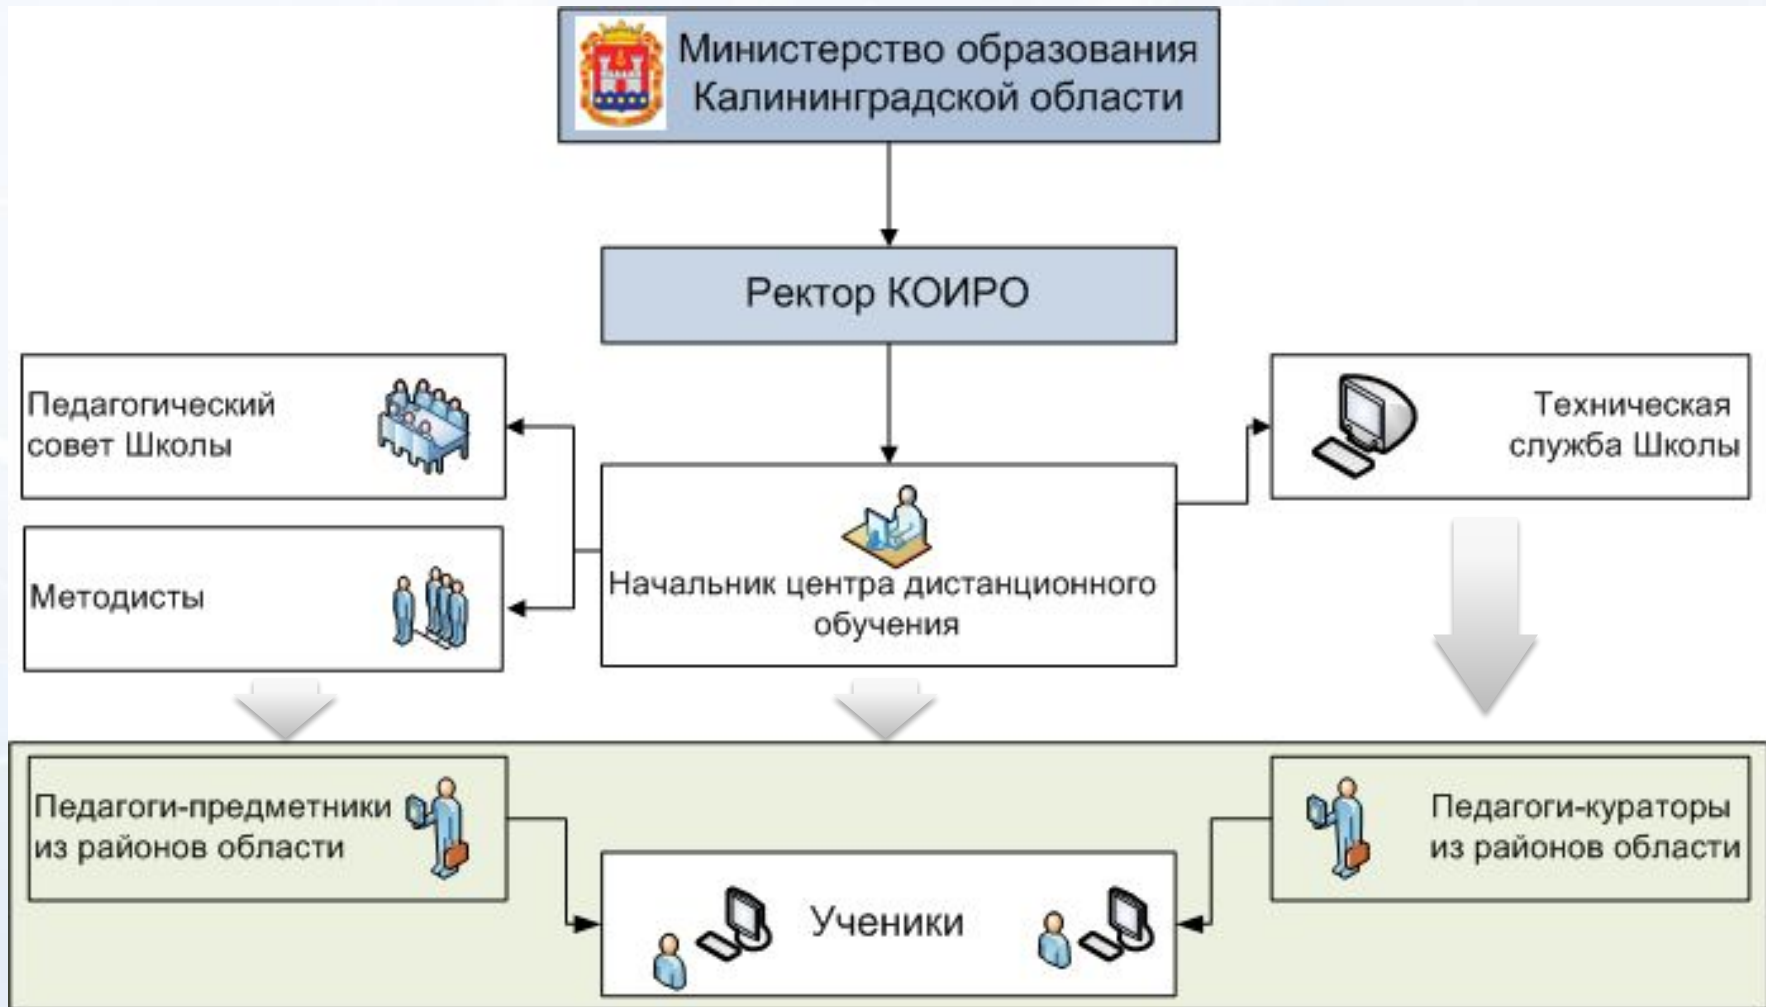 Министерство образования
Калининградской области
Ректор КОИРО
Педагогический
совет Школы
Техническая
служба Школы
Методисты
Начальник центра дистанционного
обучения
Педагоги-предметники
из районов области
Педагоги-кураторы
из районов области
Ученики